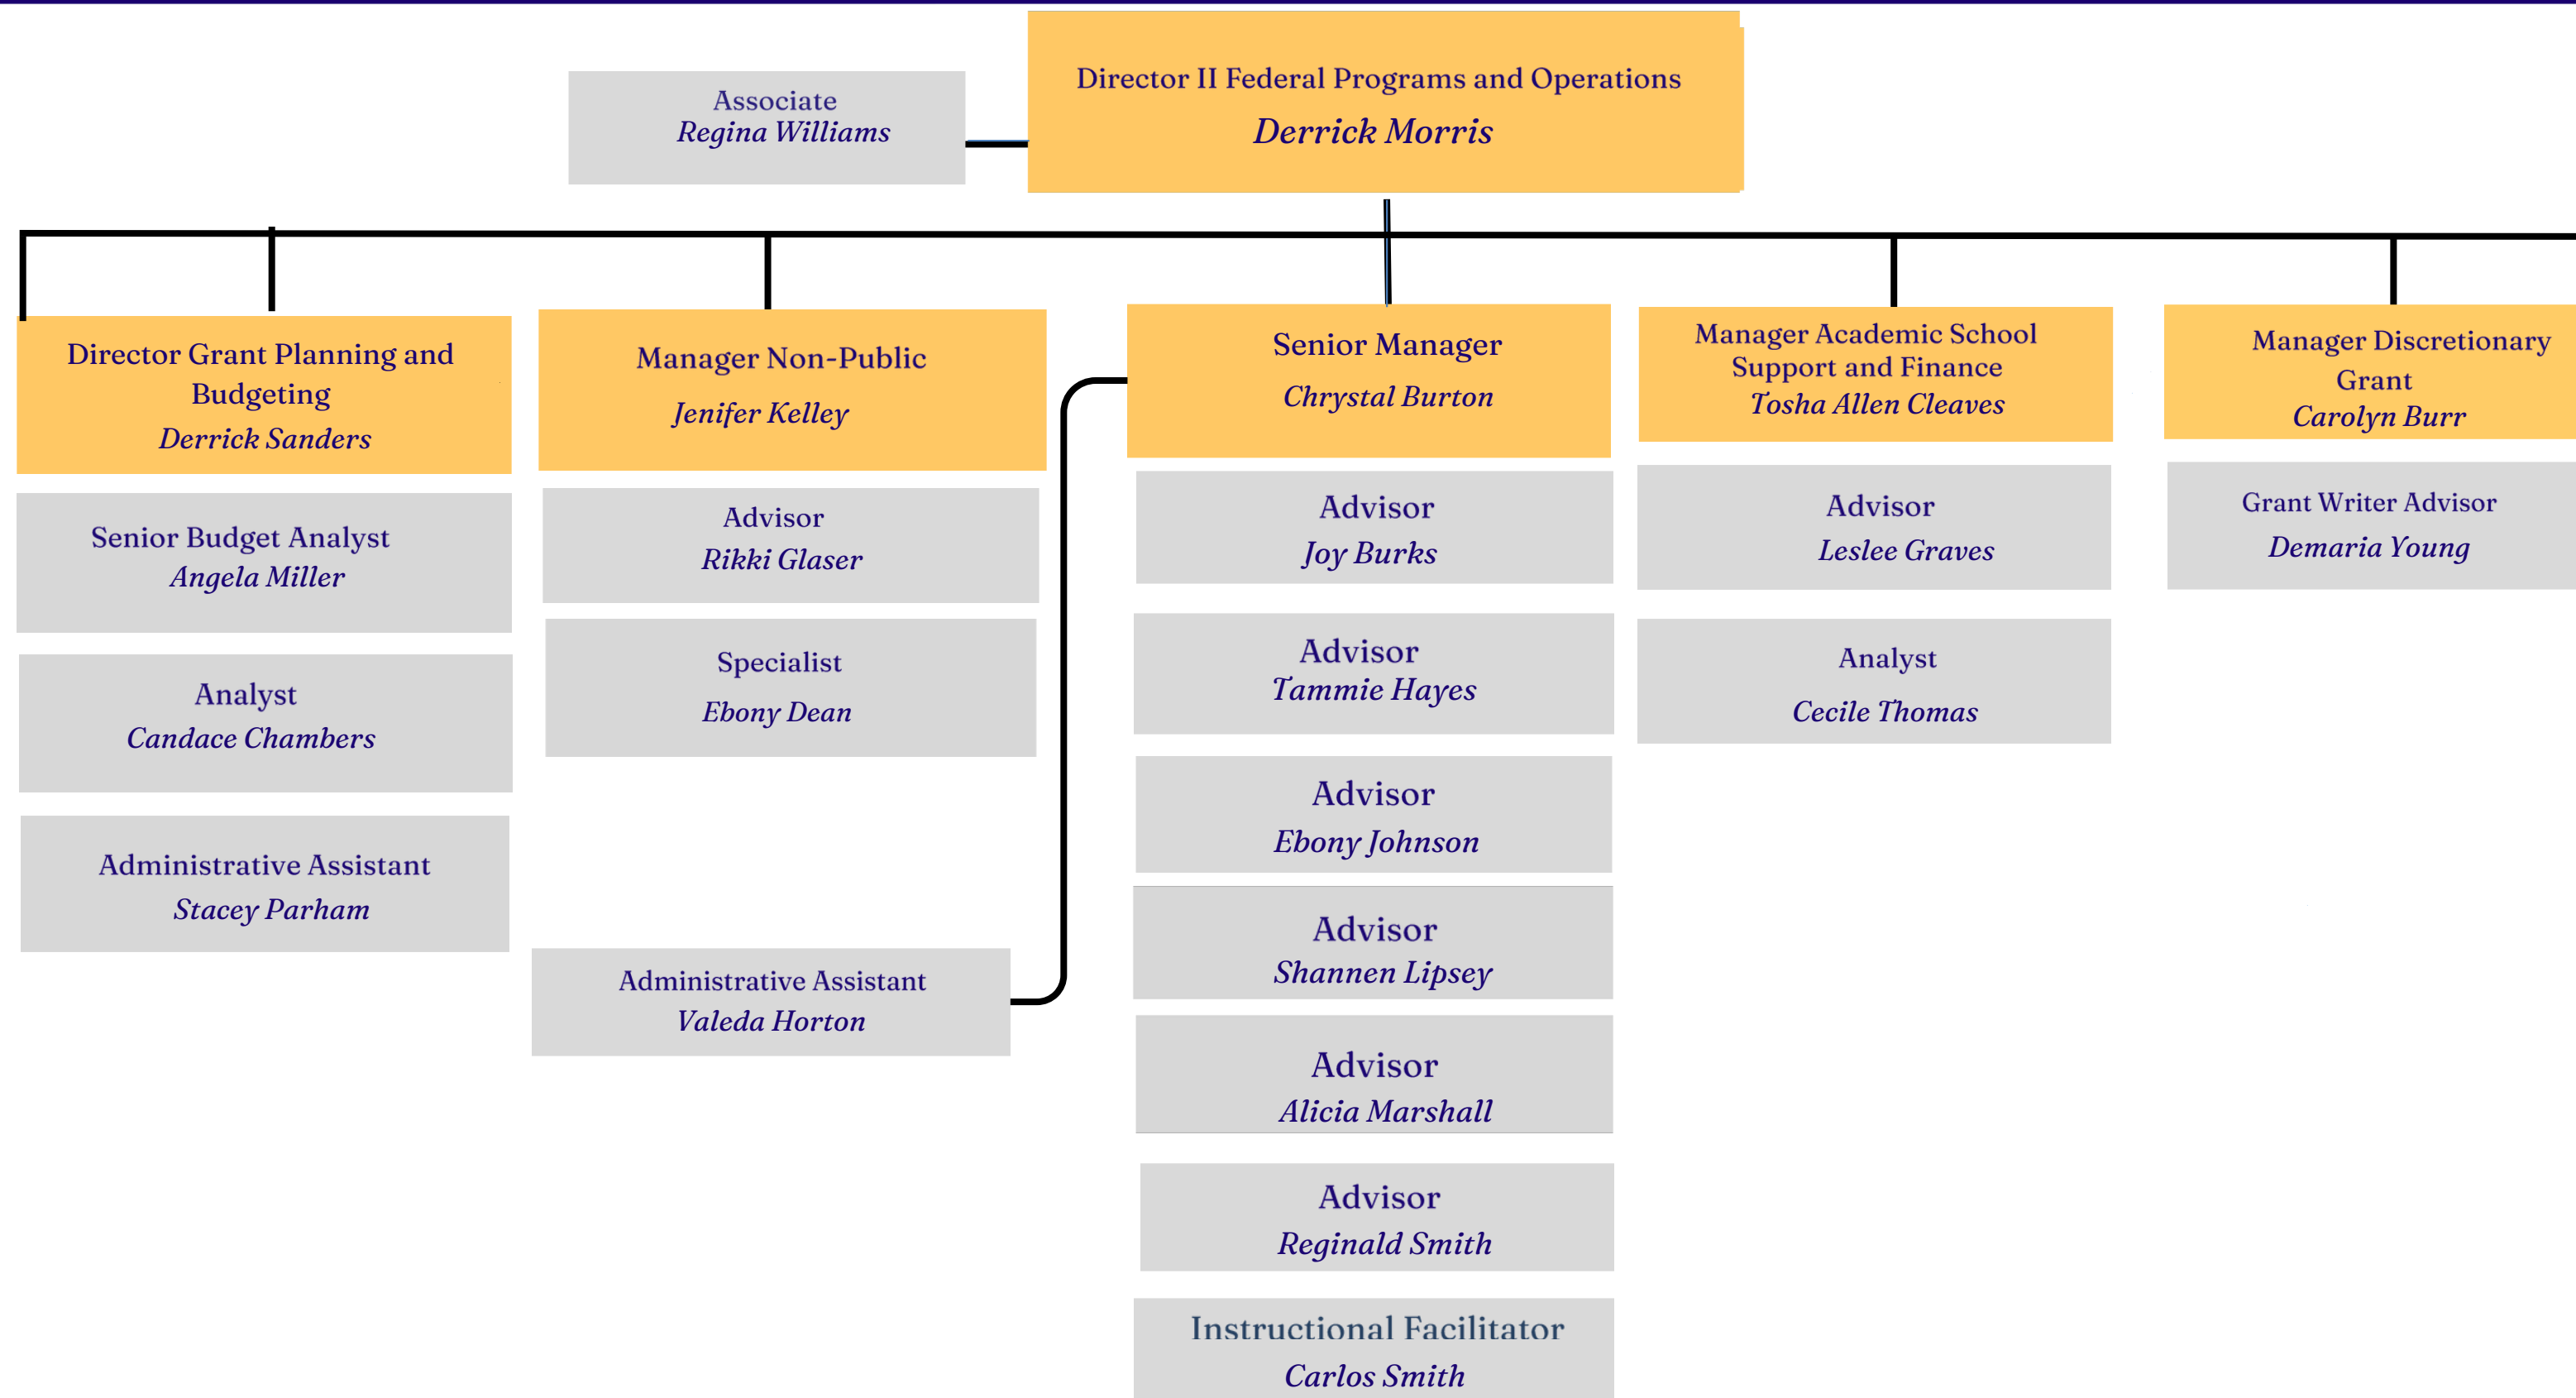 Director II Federal Programs and Operations
Derrick Morris
Associate
Regina Williams
Director Grant Planning and
Budgeting
Derrick Sanders
Senior Budget Analyst
Angela Miller
Analyst
Candace Chambers
Administrative Assistant
Stacey Parham
Manager Non-Public
Jenifer Kelley
Advisor
Rikki Glaser
Specialist
Ebony Dean
Administrative Assistant
Valeda Horton
Senior Manager
Chrystal Burton
Advisor
Joy Burks
Advisor
Tammie Hayes
Advisor
Ebony Johnson
Advisor
Shannen Lipsey
Advisor
Alicia Marshall
Advisor
Reginald Smith
Instructional Facilitator
Carlos Smith
Manager Academic School
Support and Finance
Tosha Allen Cleaves
Advisor
Leslee Graves
Analyst
Cecile Thomas
Manager Discretionary
Grant
Carolyn Burr
Grant Writer Advisor
Demaria Young